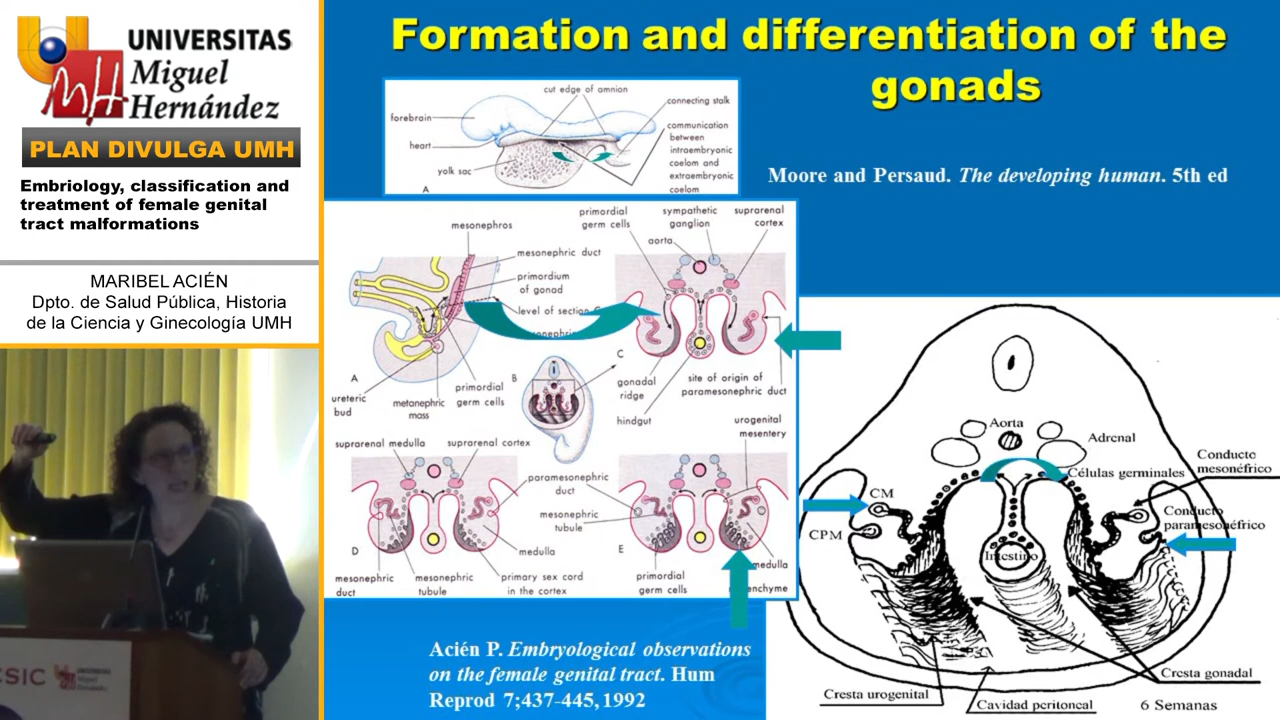 UNIVERSITAS
Miguel
Hernández
PLAN DIVULGA UMH
Embriology, classification and
treatment of female genital
tract malformations
MARIBEL ACIÉN
Dpto. de Salud Pública, Historia
de la Ciencia y Ginecología UMH
CSIC
UNIVERSITAS
Miguel
Hernández
Formation and differentiation of the
gonads
cut edge of amnion
connecting stalk
forebrain
communication
between
intraembryonic
coelom and
extraembryonic
coelom
heart
yolk sac
A
Moore and Persaud. The developing human. 5th ed
mesonephros
mesonephric duct
primordium
of gonad
level of section
A
ureteric
bud
metanephric
mass
primordial
germ cells
B
primordial
germ cells
sympathetic
ganglion
suprarenal
cortex
aorta
C
gonadal
ridge
site of origin of
paramesonephric duct
hindgut
urogenital
mesentery
suprarenal medulla
suprarenal cortex
paramesonephric
duct
mesonephric
tubule
D
medulla
E
medulla
mesonephric
duct
mesonephric
tubule
primary sex cord
in the cortex
primordial
germ cells
enchyme
Acién P. Embryological observations
on the female genital tract. Hum
Reprod 7;437-445, 1992
Aorta
Adrenal
Células germinales
Conducto
mesonéfrico
CM
Conducto
paramesonéfrico
CPM
Intestino
Cresta gonadal
Cresta urogenital
Cavidad peritoneal
6 Semanas